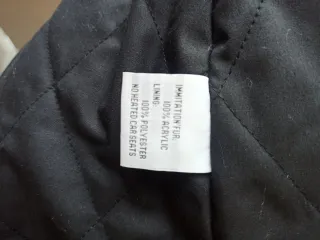 IMMITATION FUR:
100% ACRYLIC
LINING:
100% POLYESTER
NO HEATED CAR SEATS